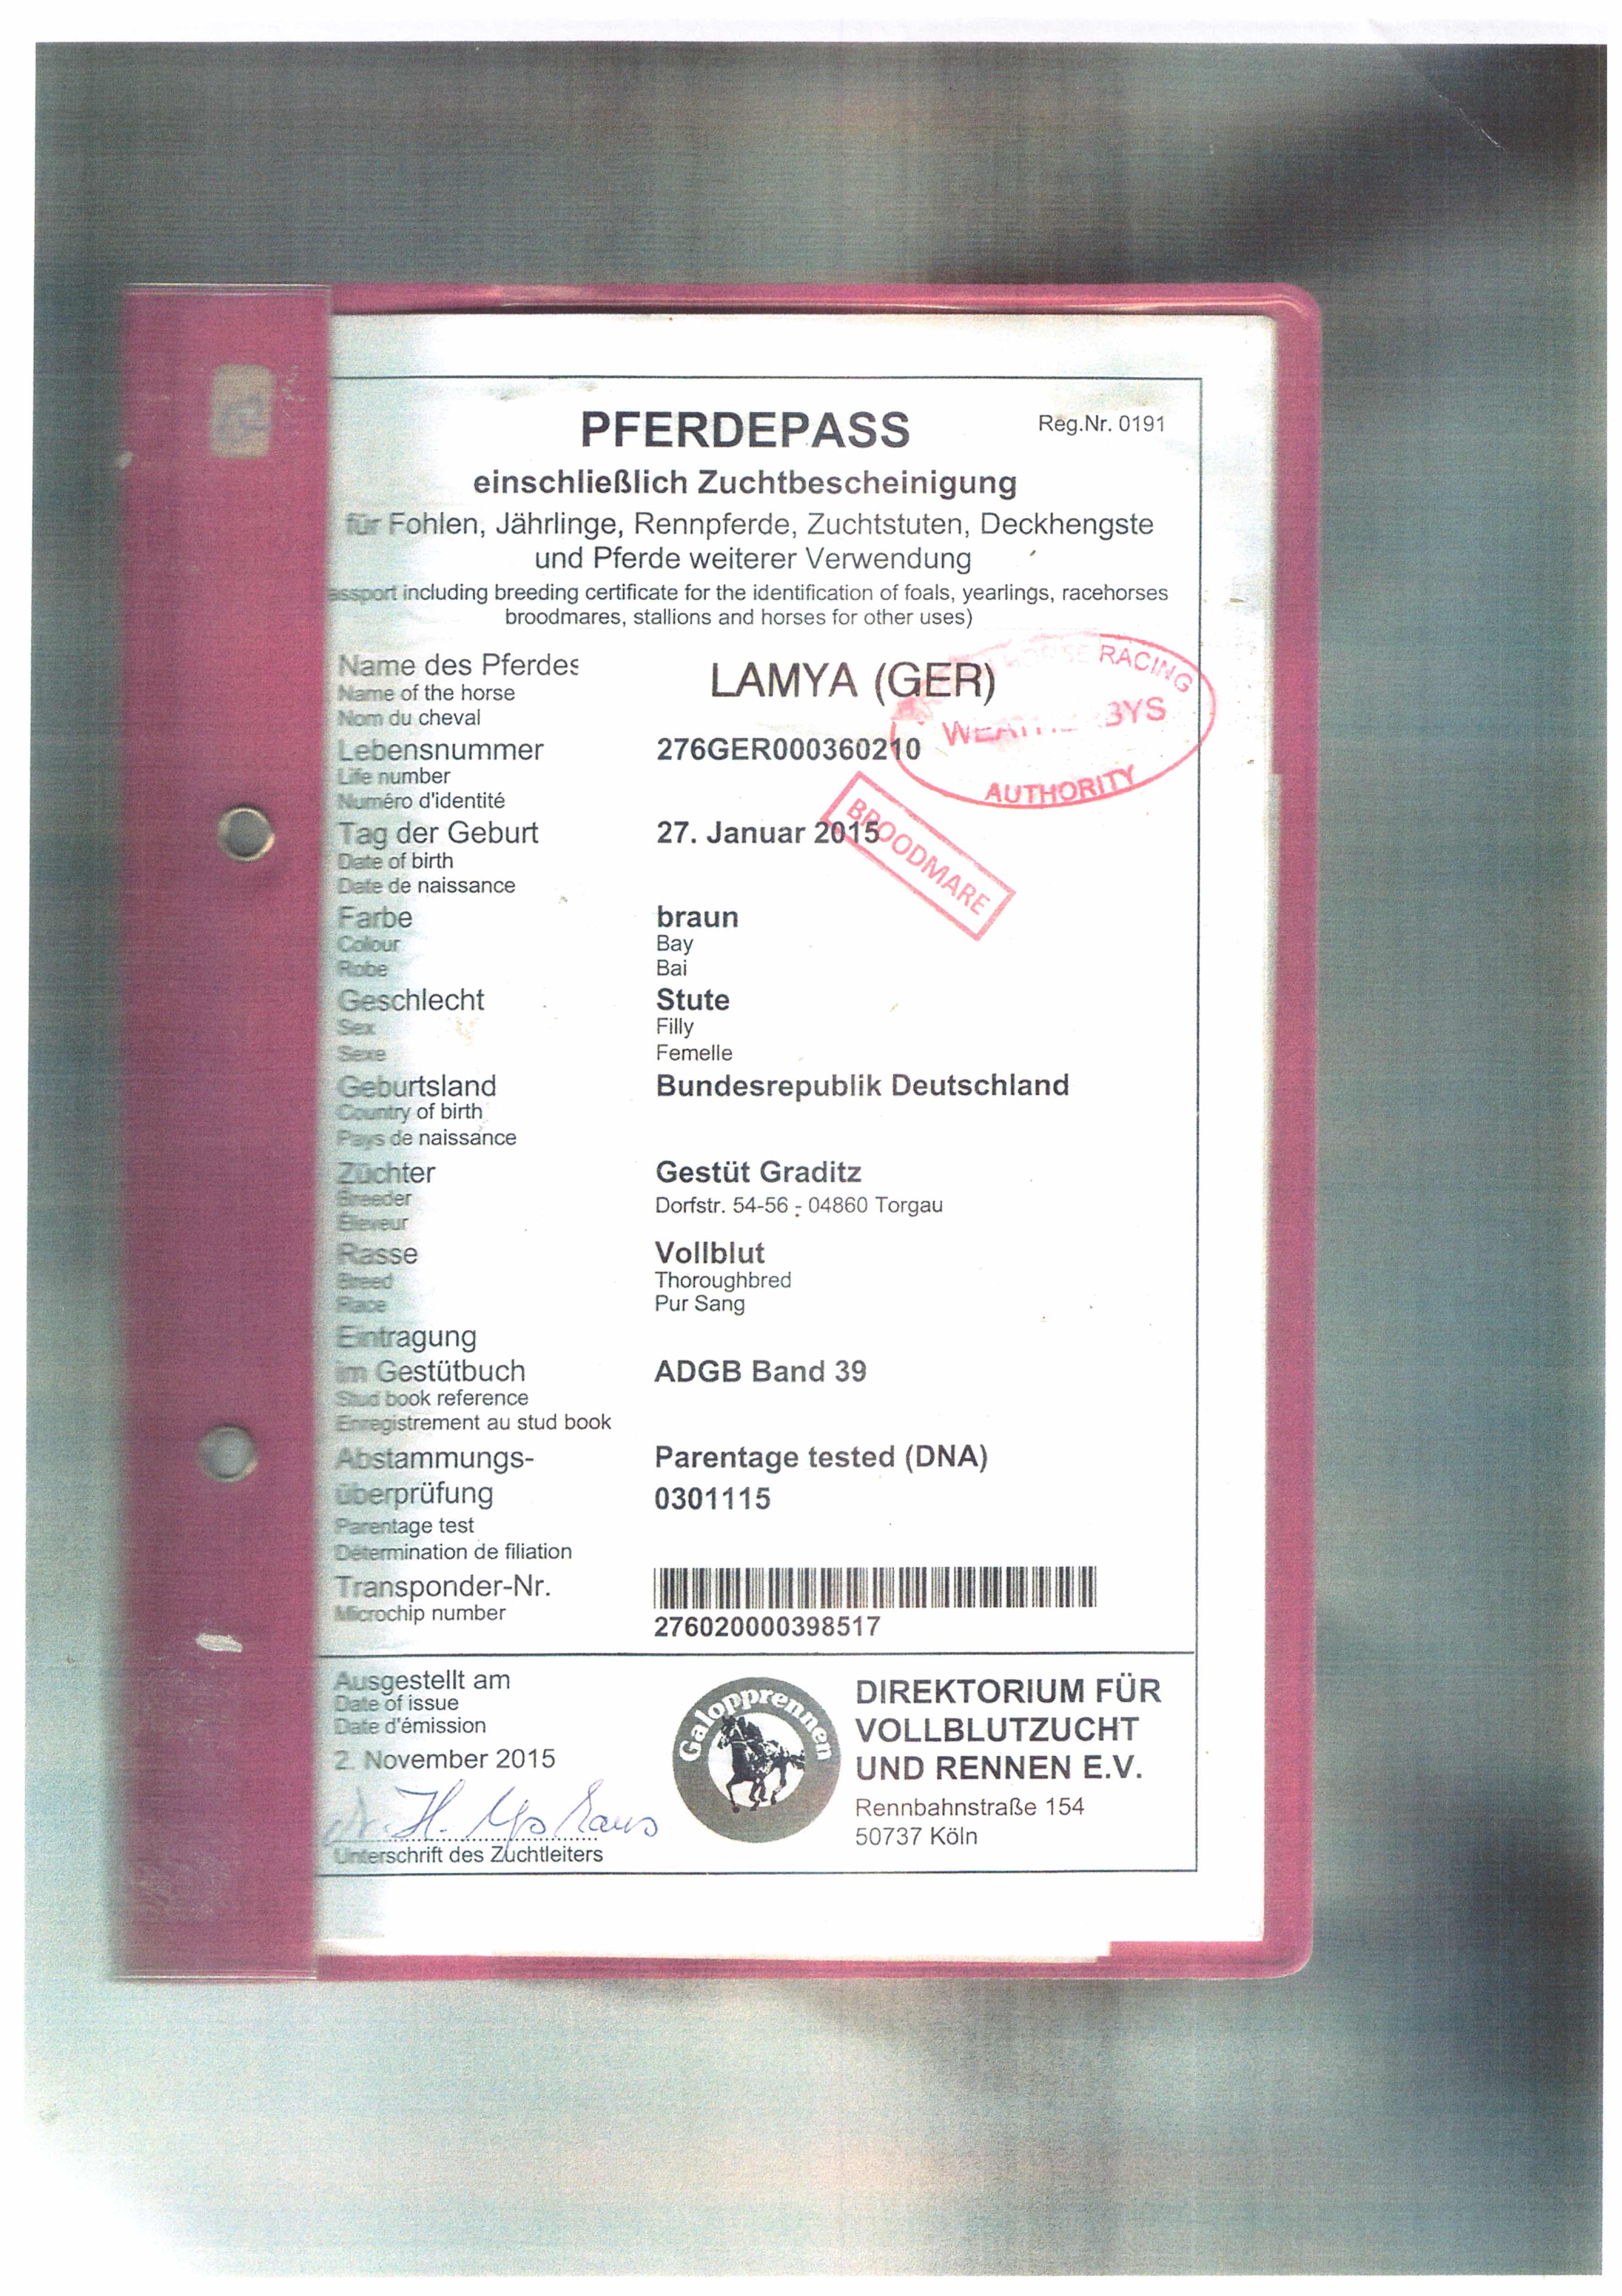 PFERDEPASS
Reg.Nr. 0191
einschließlich Zuchtbescheinigung
für Fohlen, Jährlinge, Rennpferde, Zuchtstuten, Deckhengste
und Pferde weiterer Verwendung
assport including breeding certificate for the identification of foals, yearlings, racehorses
broodmares, stallions and horses for other uses)
Name des Pferdes
Name of the horse
Nom du cheval
LAMYA (GER)
HORSE RACING
AUTHORITY
Lebensnummer
Life number
Numéro d'identité
276GER000360210
BROODMARE
Tag der Geburt
Date of birth
Date de naissance
27. Januar 2015
Farbe
Colour
Robe
braun
Bay
Bai
Geschlecht
Sex
Sexe
Stute
Filly
Femelle
Geburtsland
Country of birth
Pays de naissance
Bundesrepublik Deutschland
Züchter
Breeder
Éleveur
Gestüt Graditz
Dorfstr. 54-56 - 04860 Torgau
Rasse
Breed
Race
Vollblut
Thoroughbred
Pur Sang
Eintragung
im Gestütbuch
Stud book reference
Enregistrement au stud book
ADGB Band 39
Abstammungs-
überprüfung
Parentage test
Détermination de filiation
Parentage tested (DNA)
0301115
Transponder-Nr.
Microchip number
276020000398517
Ausgestellt am
Date of issue
Date d'émission
2. November 2015
Unterschrift des Zuchtleiters
Galopprennen
DIREKTORIUM FÜR
VOLLBLUTZUCHT
UND RENNEN E.V.
Rennbahnstraße 154
50737 Köln